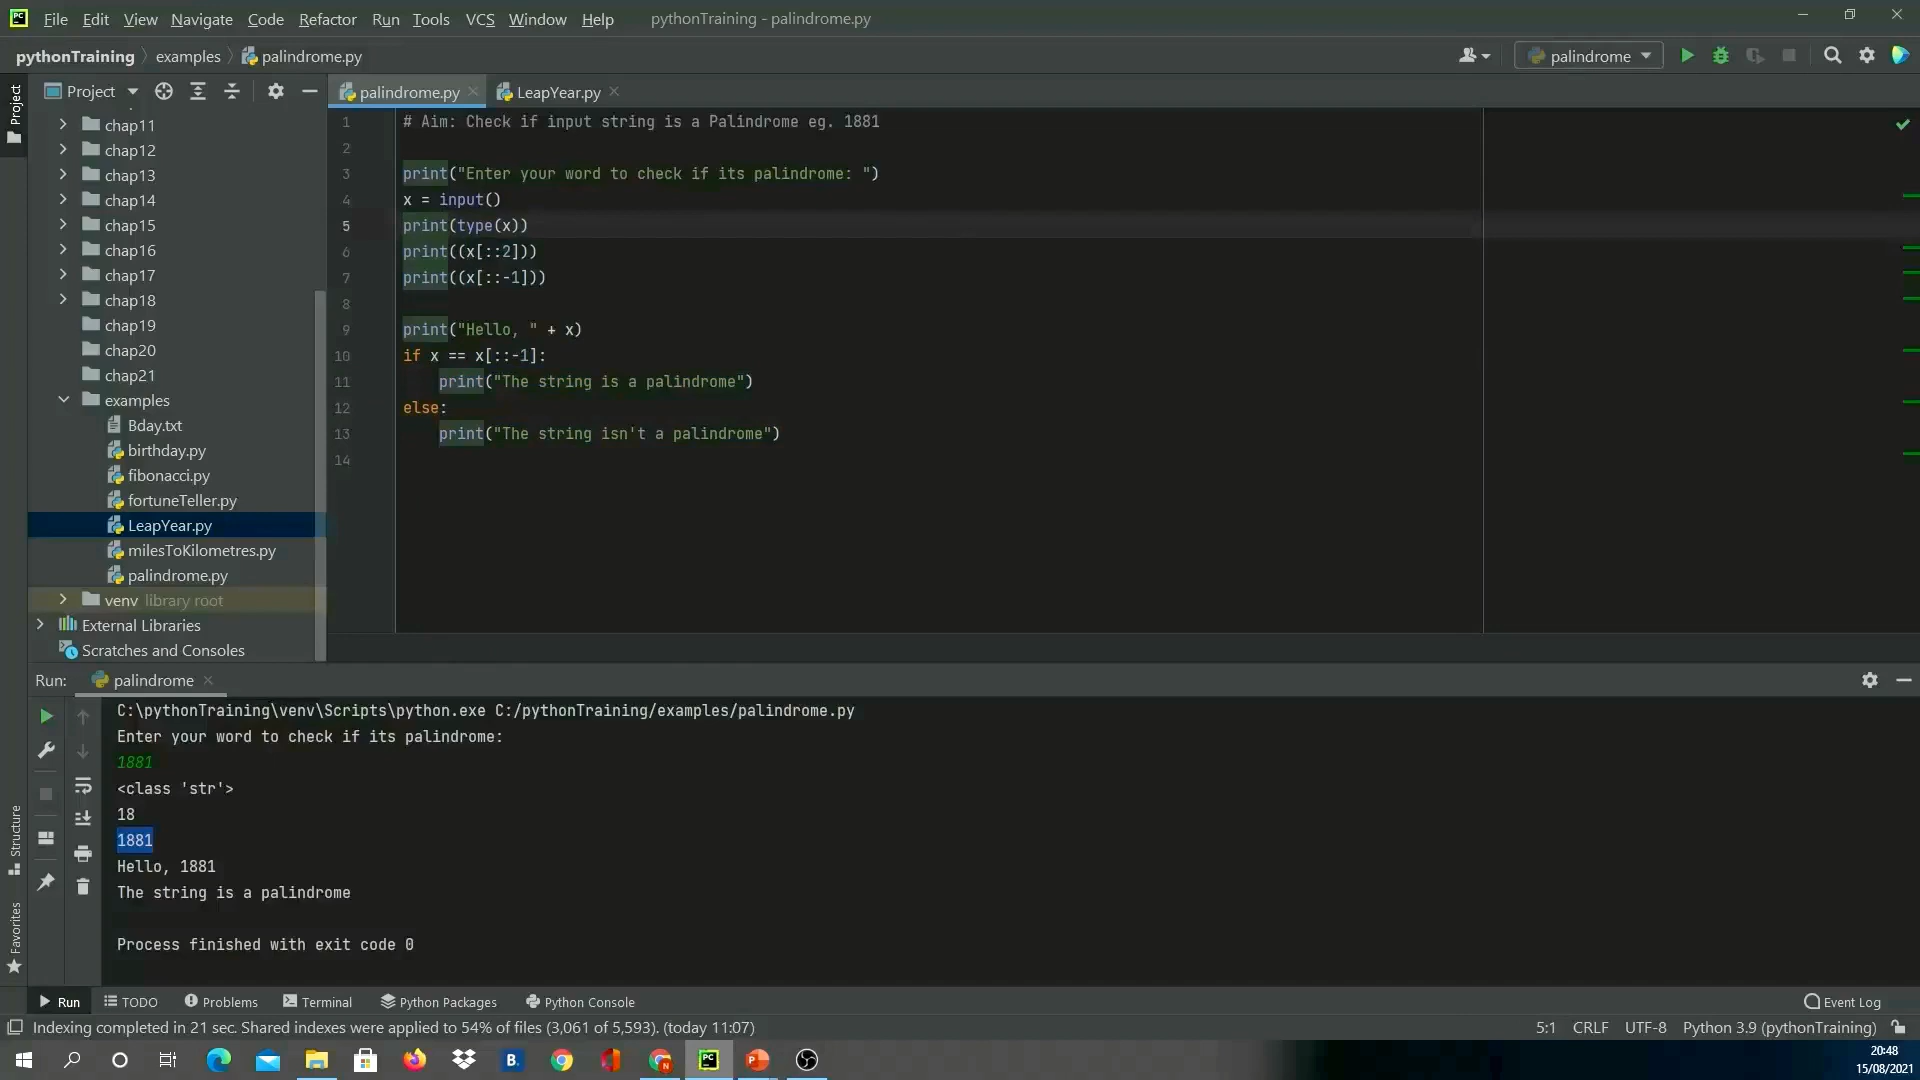 File Edit View Navigate Code Refactor Run Tools VCS Window Help pythonTraining - palindrome.py
pythonTraining examples palindrome.py palindrome
Project
Project
palindrome.py LeapYear.py
chap11
chap12
chap13
chap14
chap15
chap16
chap17
chap18
chap19
chap20
chap21
examples
Bday.txt
birthday.py
fibonacci.py
fortuneTeller.py
LeapYear.py
milesToKilometres.py
palindrome.py
venv library root
External Libraries
Scratches and Consoles
1 # Aim: Check if input string is a Palindrome eg. 1881
2
3 print("Enter your word to check if its palindrome: ")
4 x = input()
5 print(type(x))
6 print((x[::2]))
7 print((x[::-1]))
8
9 print("Hello, " + x)
10 if x == x[::-1]:
11 print("The string is a palindrome")
12 else:
13 print("The string isn't a palindrome")
14
Run: palindrome
C:\pythonTraining\venv\Scripts\python.exe C:/pythonTraining/examples/palindrome.py
Enter your word to check if its palindrome:
1881
<class 'str'>
18
1881
Hello, 1881
The string is a palindrome
Process finished with exit code 0
Structure
Favorites
Run TODO Problems Terminal Python Packages Python Console Event Log
Indexing completed in 21 sec. Shared indexes were applied to 54% of files (3,061 of 5,593). (today 11:07) 5:1 CRLF UTF-8 Python 3.9 (pythonTraining)
20:48
15/08/2021